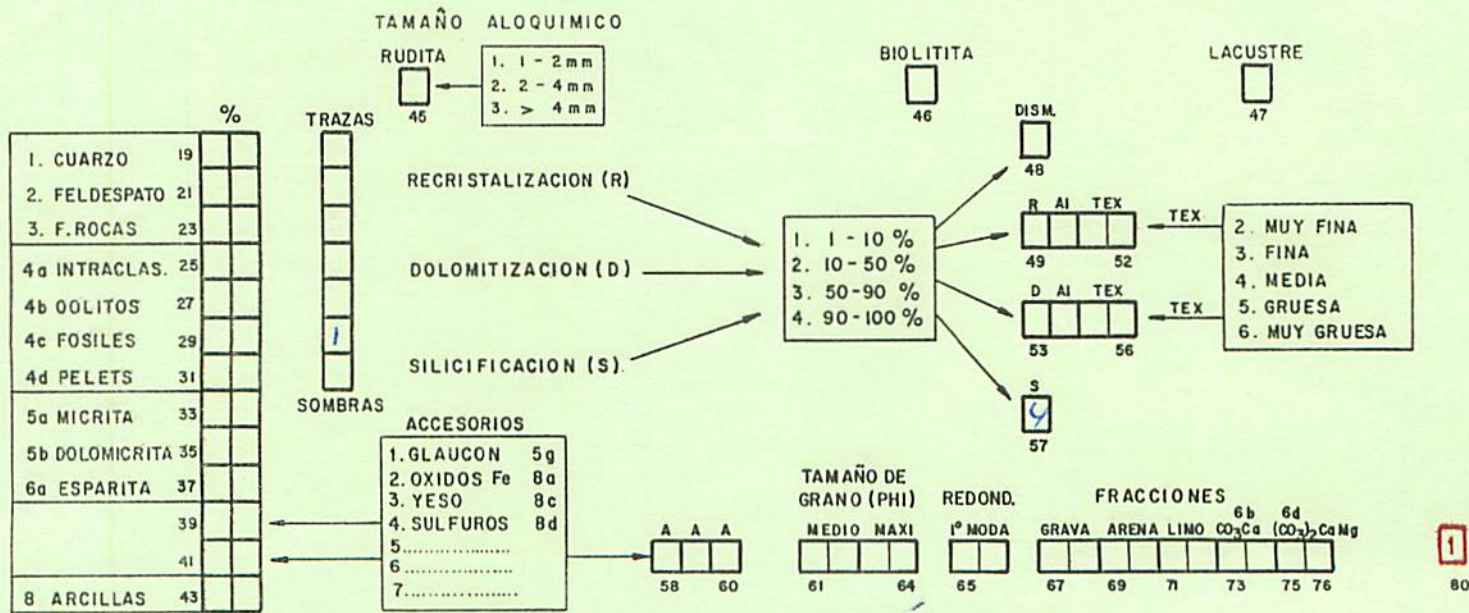 TAMAÑO ALOQUIMICO
RUDITA
45
1. 1 - 2 mm
2. 2 - 4 mm
3. > 4 mm
BIOLITITA
46
LACUSTRE
47
%
TRAZAS
1. CUARZO 19
2. FELDESPATO 21
3. F.ROCAS 23
4a INTRACLAS. 25
4b OOLITOS 27
4c FOSILES 29
4d PELETS 31
5a MICRITA 33
5b DOLOMICRITA 35
6a ESPARITA 37
39
41
8 ARCILLAS 43
1
SOMBRAS
RECRISTALIZACION (R)
DOLOMITIZACION (D)
SILICIFICACION (S).
1. 1 - 10 %
2. 10 - 50 %
3. 50 - 90 %
4. 90 - 100 %
DISM.
48
R AI TEX
49 52
D AI TEX
53 56
S
4
57
TEX
TEX
2. MUY FINA
3. FINA
4. MEDIA
5. GRUESA
6. MUY GRUESA
ACCESORIOS
1. GLAUCON 5g
2. OXIDOS Fe 8a
3. YESO 8c
4. SULFUROS 8d
5...................
6...................
7...................
A A A
58 60
TAMAÑO DE
GRANO (PHI)
MEDIO MAXI
61 64
REDOND.
1º MODA
65
FRACCIONES
6b 6d
GRAVA ARENA LIMO CO3Ca (CO3)2CaMg
67 69 71 73 75 76
1
80